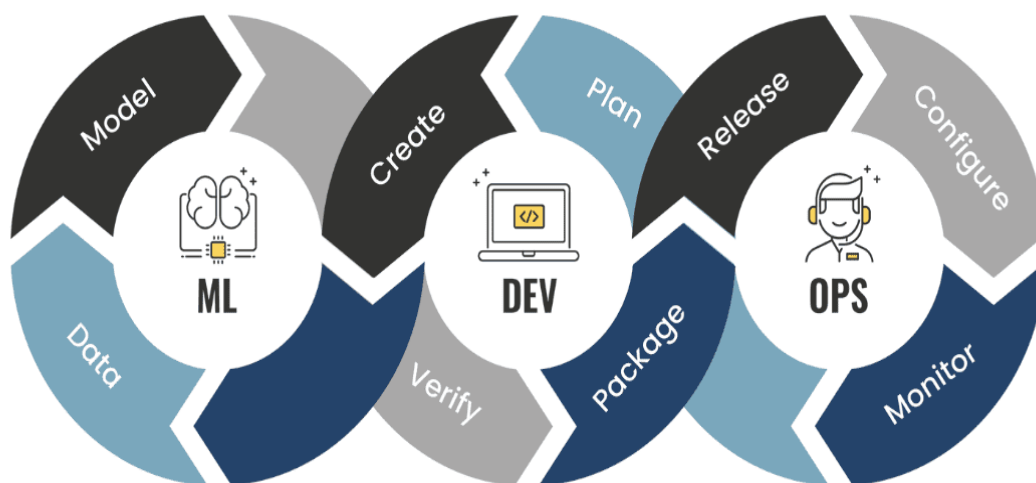 Model
Create
Plan
Release
Configure
</>
ML
DEV
OPS
Data
Verify
Package
Monitor